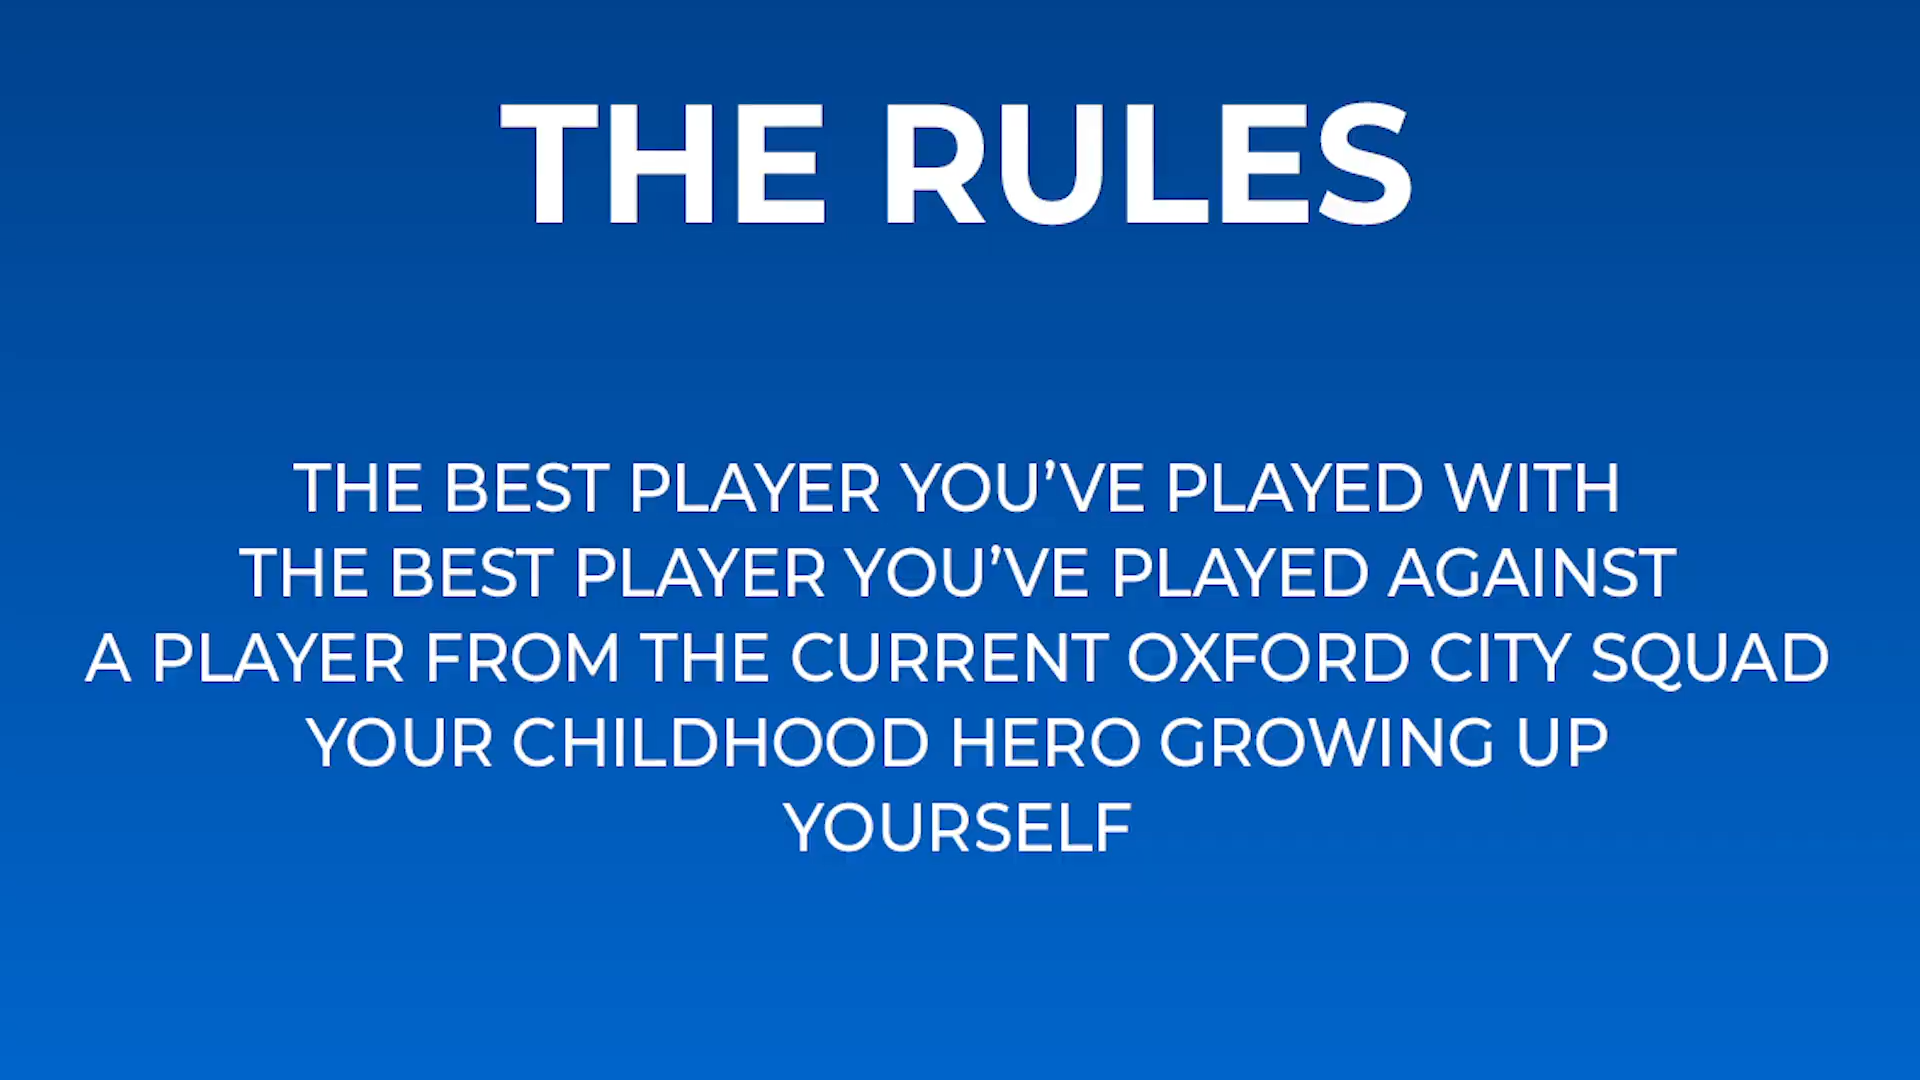 THE RULES
THE BEST PLAYER YOU’VE PLAYED WITH
THE BEST PLAYER YOU’VE PLAYED AGAINST
A PLAYER FROM THE CURRENT OXFORD CITY SQUAD
YOUR CHILDHOOD HERO GROWING UP
YOURSELF